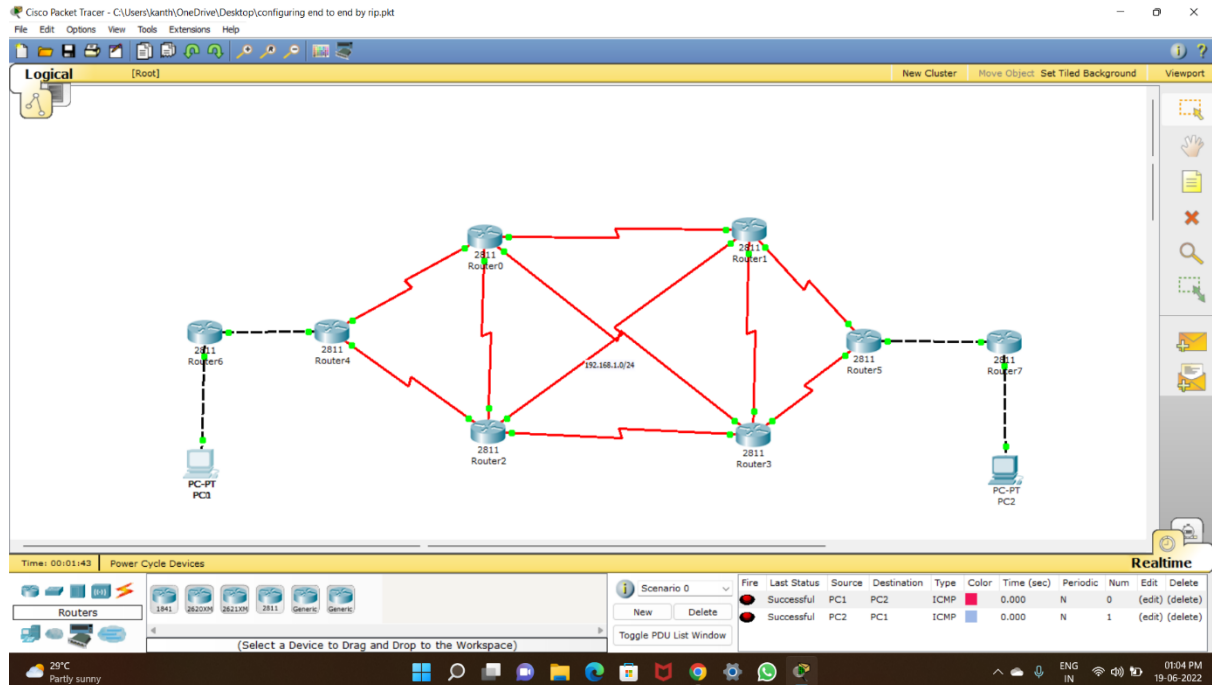 Cisco Packet Tracer - C:\Users\kanth\OneDrive\Desktop\configuring end to end by rip.pkt
File Edit Options View Tools Extensions Help
Logical [Root] New Cluster Move Object Set Tiled Background Viewport
2811
Router0
2811
Router1
2811
Router6
2811
Router4
192.168.1.0/24
2811
Router5
2811
Router7
2811
Router2
2811
Router3
PC-PT
PC-PT
PC2
Time: 00:01:43 Power Cycle Devices Realtime
Routers
1841 2620XM 2621XM 2811 Generic Generic
(Select a Device to Drag and Drop to the Workspace)
Scenario 0
New Delete
Toggle PDU List Window
Fire Last Status Source Destination Type Color Time (sec) Periodic Num Edit Delete
Successful PC1 PC2 ICMP 0.000 N 0 (edit) (delete)
Successful PC2 PC1 ICMP 0.000 N 1 (edit) (delete)
29°C
Partly sunny
ENG
IN
01:04 PM
19-06-2022